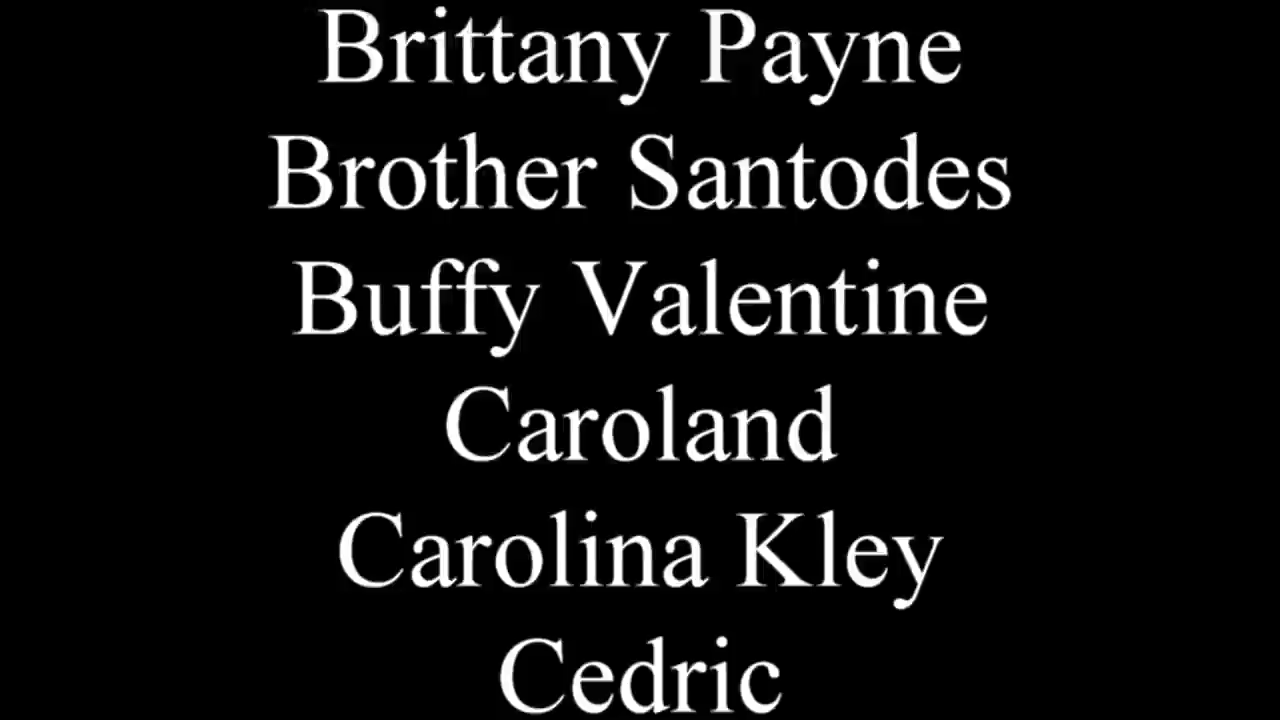 Brittany Payne
Brother Santodes
Buffy Valentine
Caroland
Carolina Kley
Cedric